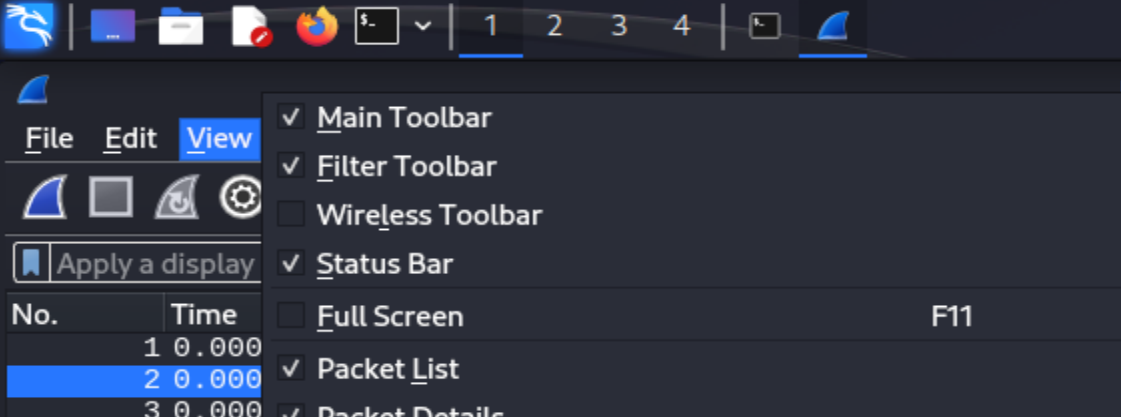 1 2 3 4
File Edit View
Main Toolbar
Filter Toolbar
Wireless Toolbar
Status Bar
Full Screen F11
Packet List
Packet Details
Apply a display
No. Time
1 0.000
2 0.000
3 0.000